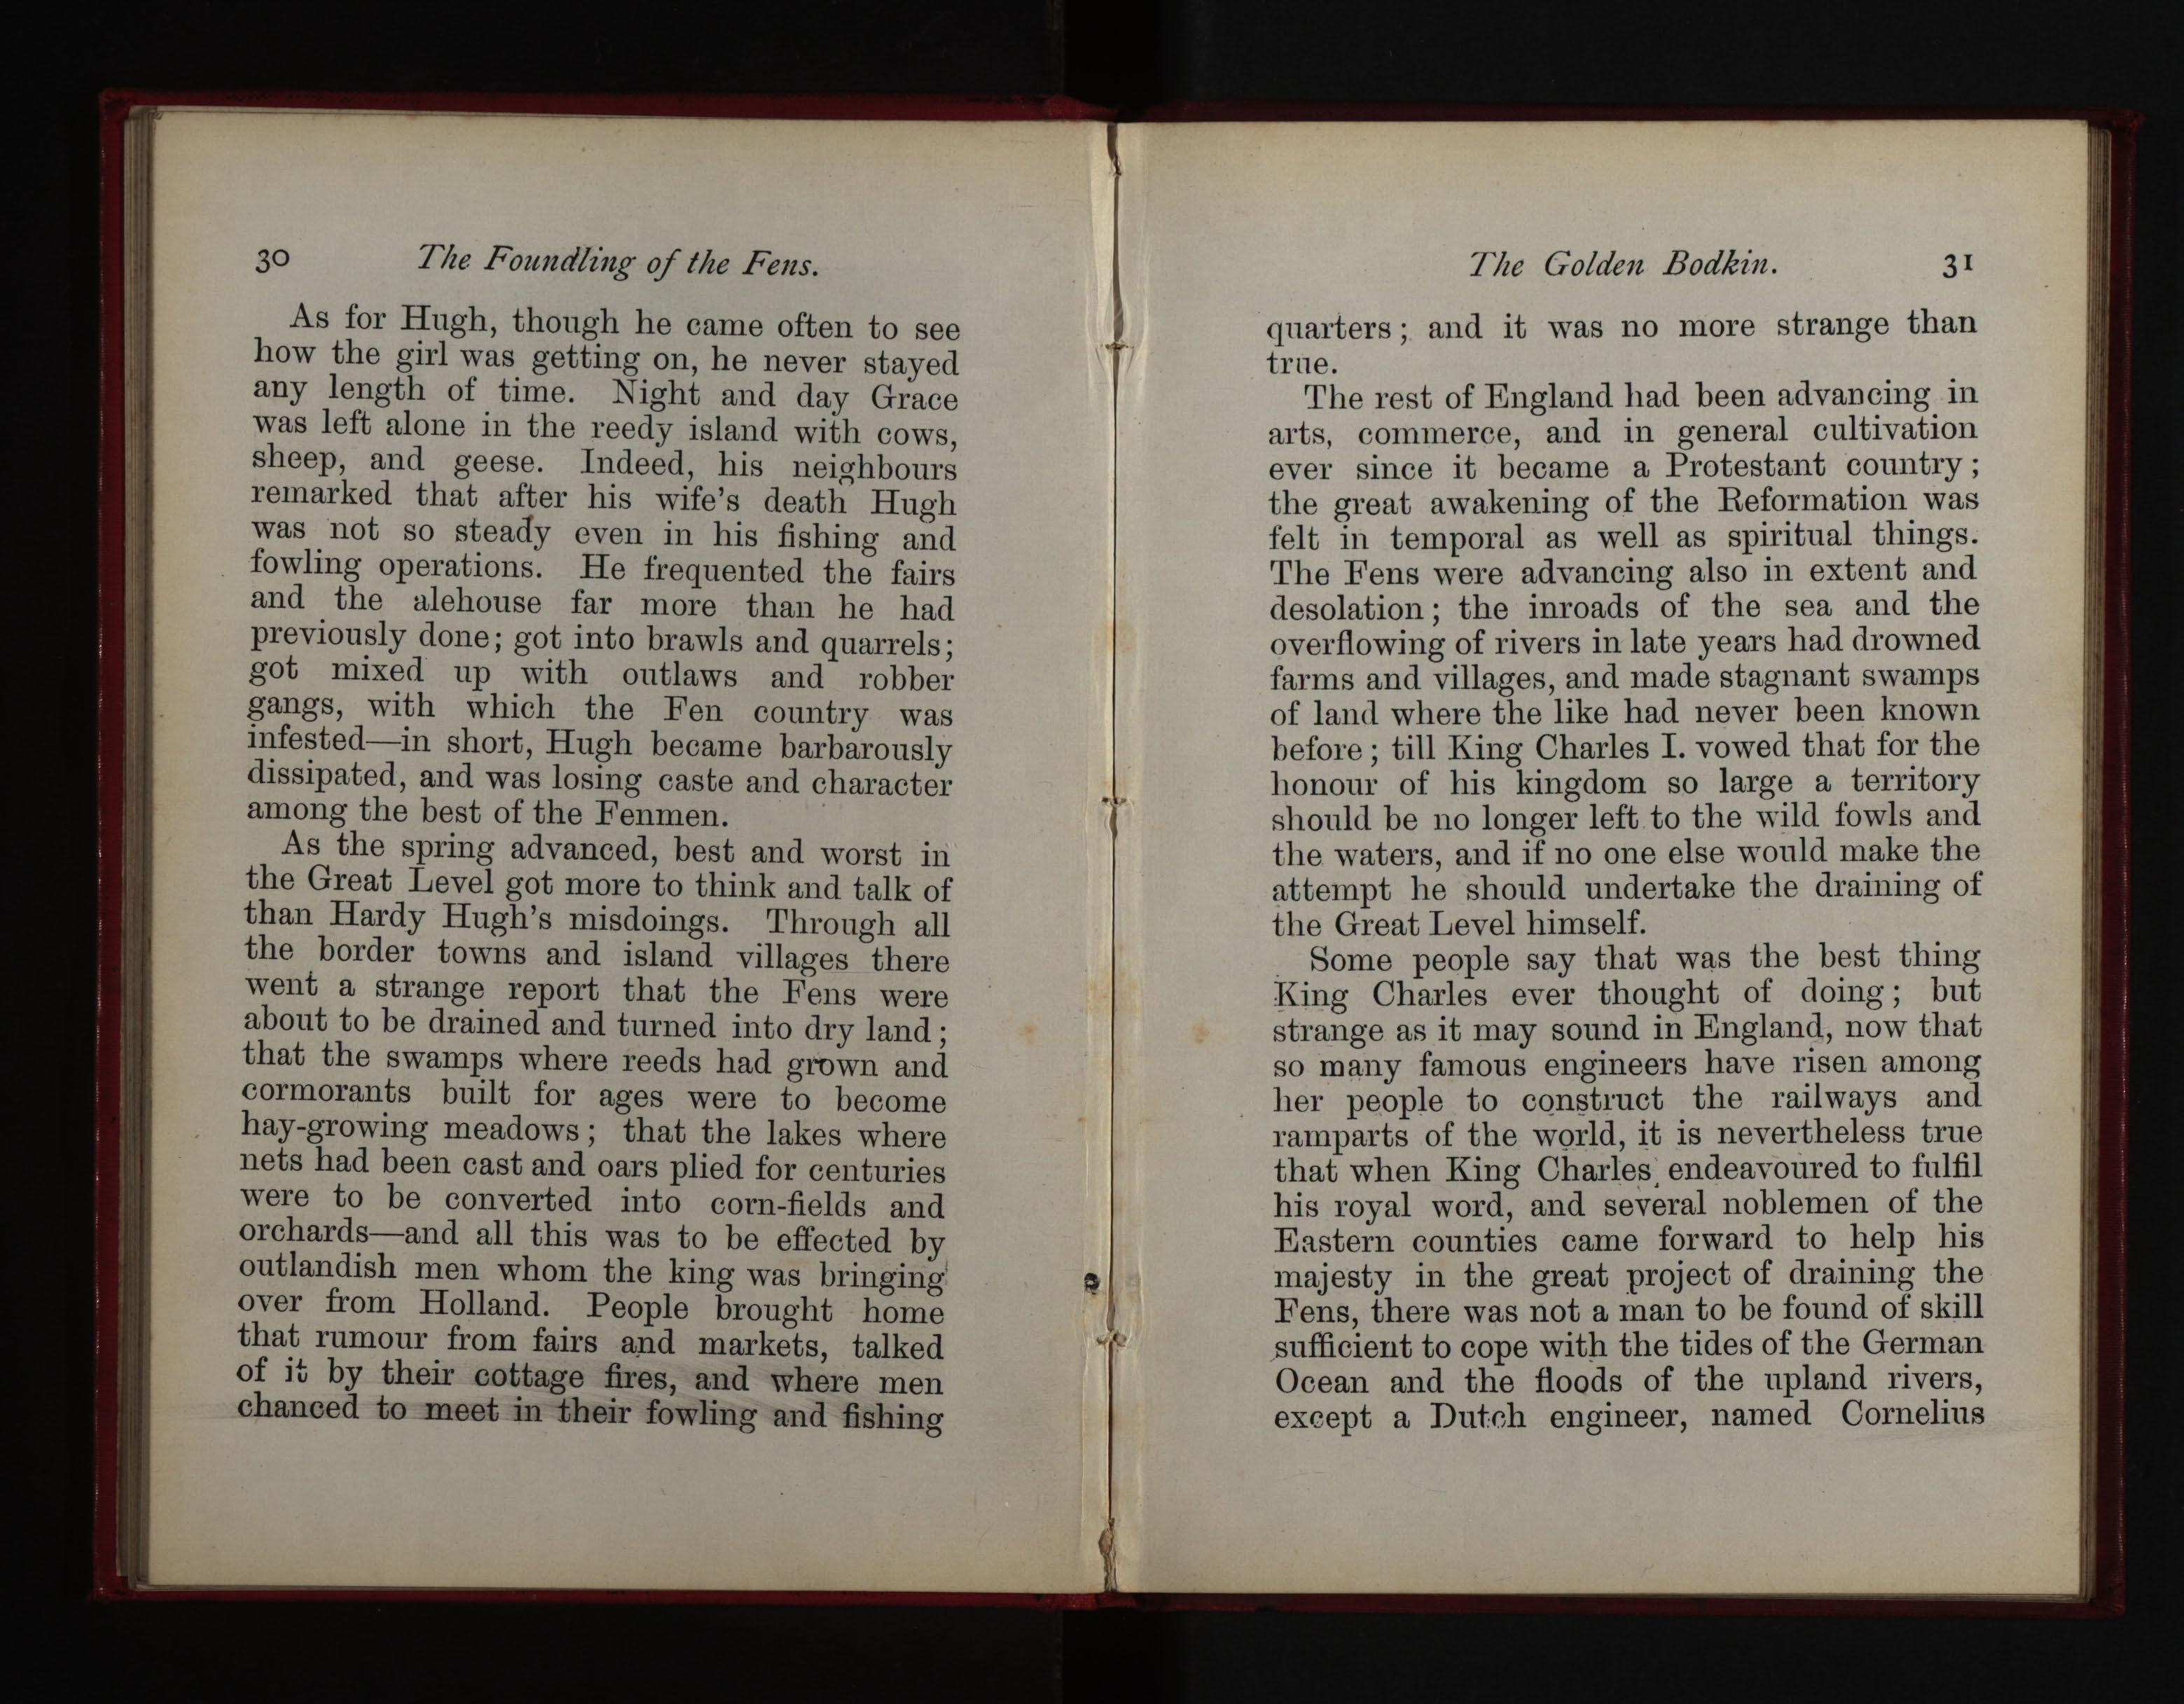 30 The Foundling of the Fens.
As for Hugh, though he came often to see
how the girl was getting on, he never stayed
any length of time. Night and day Grace
was left alone in the reedy island with cows,
sheep, and geese. Indeed, his neighbours
remarked that after his wife's death Hugh
was not so steady even in his fishing and
fowling operations. He frequented the fairs
and the alehouse far more than he had
previously done; got into brawls and quarrels;
got mixed up with outlaws and robber
gangs, with which the Fen country was
infested—in short, Hugh became barbarously
dissipated, and was losing caste and character
among the best of the Fenmen.
As the spring advanced, best and worst in
the Great Level got more to think and talk of
than Hardy Hugh's misdoings. Through all
the border towns and island villages there
went a strange report that the Fens were
about to be drained and turned into dry land;
that the swamps where reeds had grown and
cormorants built for ages were to become
hay-growing meadows; that the lakes where
nets had been cast and oars plied for centuries
were to be converted into corn-fields and
orchards—and all this was to be effected by
outlandish men whom the king was bringing
over from Holland. People brought home
that rumour from fairs and markets, talked
of it by their cottage fires, and where men
chanced to meet in their fowling and fishing
The Golden Bodkin. 31
quarters; and it was no more strange than
true.
The rest of England had been advancing in
arts, commerce, and in general cultivation
ever since it became a Protestant country;
the great awakening of the Reformation was
felt in temporal as well as spiritual things.
The Fens were advancing also in extent and
desolation; the inroads of the sea and the
overflowing of rivers in late years had drowned
farms and villages, and made stagnant swamps
of land where the like had never been known
before; till King Charles I. vowed that for the
honour of his kingdom so large a territory
should be no longer left to the wild fowls and
the waters, and if no one else would make the
attempt he should undertake the draining of
the Great Level himself.
Some people say that was the best thing
King Charles ever thought of doing; but
strange as it may sound in England, now that
so many famous engineers have risen among
her people to construct the railways and
ramparts of the world, it is nevertheless true
that when King Charles endeavoured to fulfil
his royal word, and several noblemen of the
Eastern counties came forward to help his
majesty in the great project of draining the
Fens, there was not a man to be found of skill
sufficient to cope with the tides of the German
Ocean and the floods of the upland rivers,
except a Dutch engineer, named Cornelius